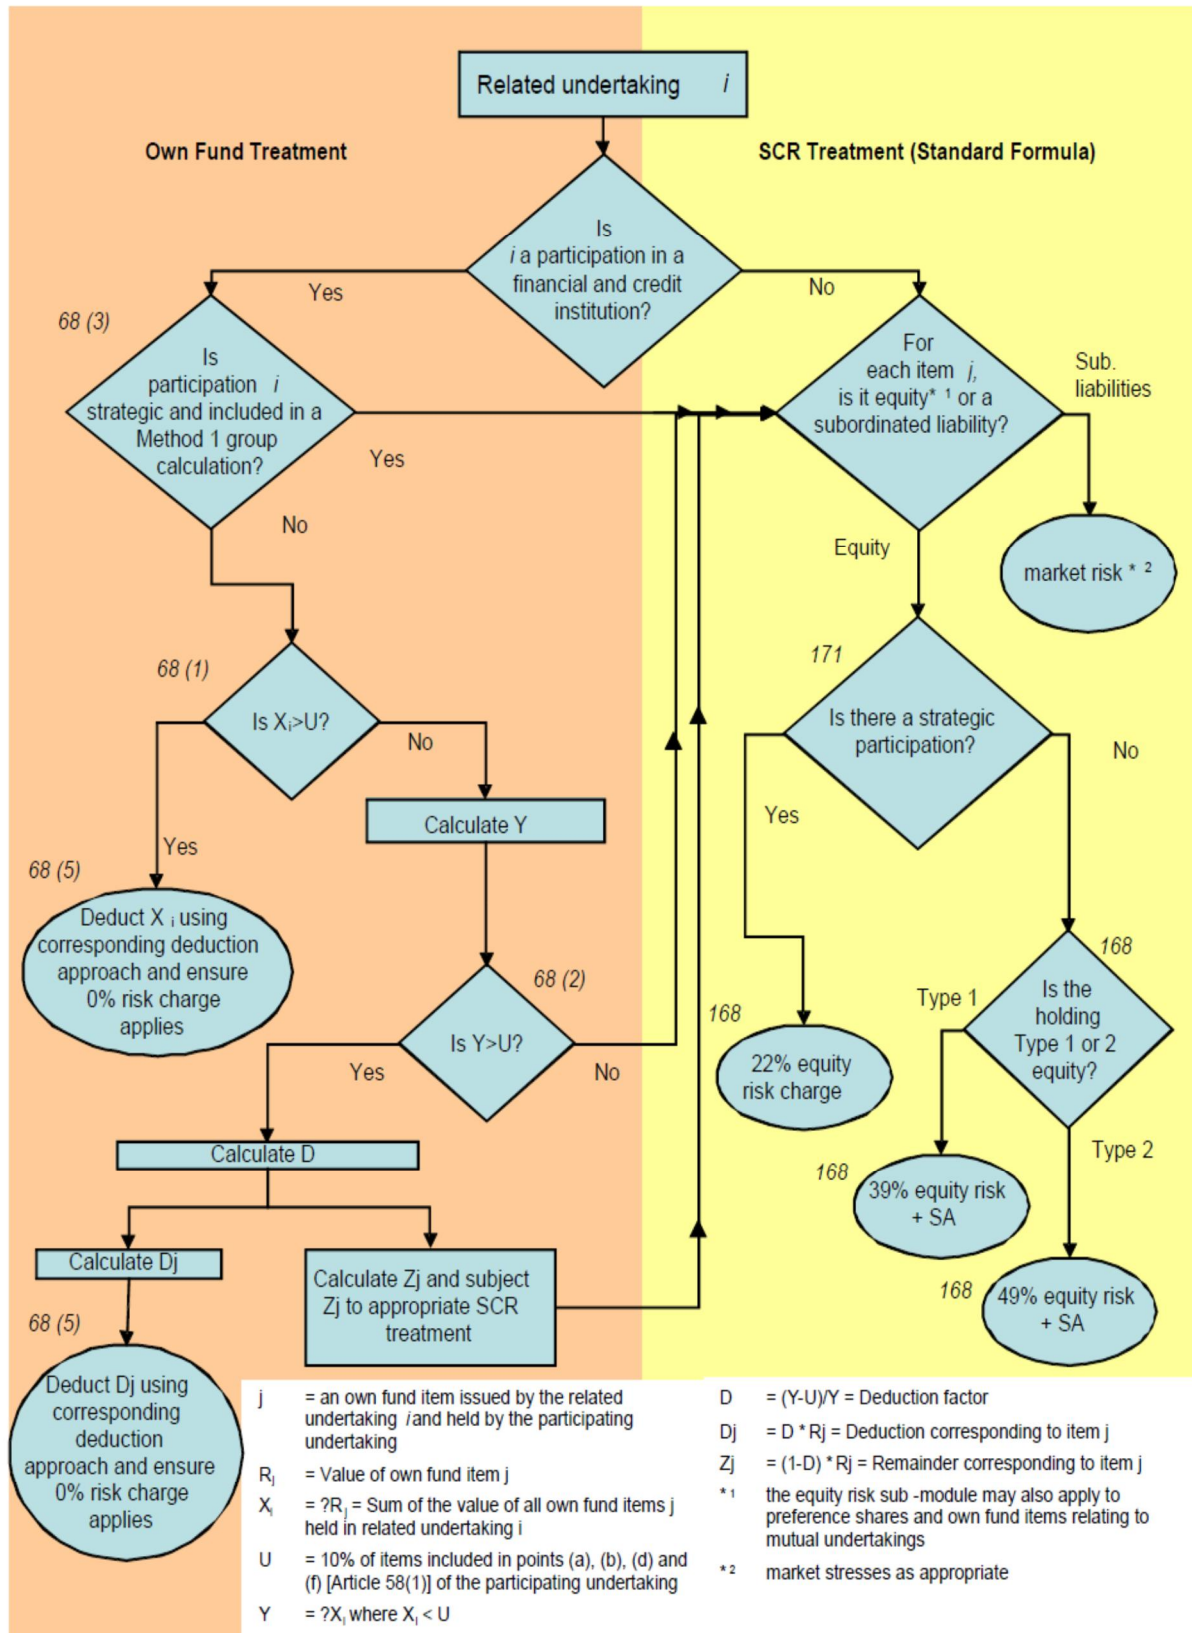 Related undertaking i
Own Fund Treatment
SCR Treatment (Standard Formula)
Is
i a participation in a
financial and credit
institution?
Yes
No
68 (3)
Is
participation i
strategic and included in a
Method 1 group
calculation?
Yes
No
For
each item j,
is it equity* 1 or a
subordinated liability?
Sub.
liabilities
Equity
market risk * 2
68 (1)
Is Xi>U?
No
Yes
171
Is there a strategic
participation?
Yes
No
Calculate Y
68 (5)
Deduct X i using
corresponding deduction
approach and ensure
0% risk charge
applies
68 (2)
Is Y>U?
Yes
No
168
22% equity
risk charge
168
Is the
holding
Type 1 or 2
equity?
Type 1
Type 2
168
39% equity risk
+ SA
168
49% equity risk
+ SA
Calculate D
Calculate Dj
Calculate Zj and subject
Zj to appropriate SCR
treatment
68 (5)
Deduct Dj using
corresponding
deduction
approach and ensure
0% risk charge
applies
j = an own fund item issued by the related
undertaking i and held by the participating
undertaking
Rj = Value of own fund item j
Xi = ?Rj = Sum of the value of all own fund items j
held in related undertaking i
U = 10% of items included in points (a), (b), (d) and
(f) [Article 58(1)] of the participating undertaking
Y = ?Xi where Xi < U
D = (Y-U)/Y = Deduction factor
Dj = D * Rj = Deduction corresponding to item j
Zj = (1-D) * Rj = Remainder corresponding to item j
* 1 the equity risk sub -module may also apply to
preference shares and own fund items relating to
mutual undertakings
* 2 market stresses as appropriate